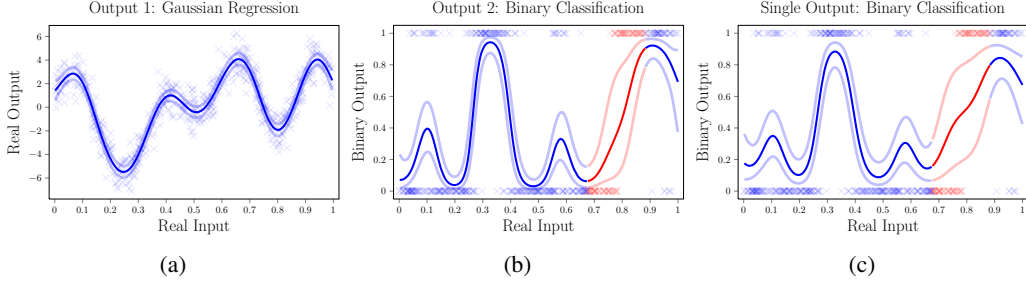 Output 1: Gaussian Regression
Real Output
6
4
2
0
-2
-4
-6
0 0.1 0.2 0.3 0.4 0.5 0.6 0.7 0.8 0.9 1
Real Input
(a)
Output 2: Binary Classification
Binary Output
1
0.8
0.6
0.4
0.2
0
0 0.1 0.2 0.3 0.4 0.5 0.6 0.7 0.8 0.9 1
Real Input
(b)
Single Output: Binary Classification
Binary Output
1
0.8
0.6
0.4
0.2
0
0 0.1 0.2 0.3 0.4 0.5 0.6 0.7 0.8 0.9 1
Real Input
(c)